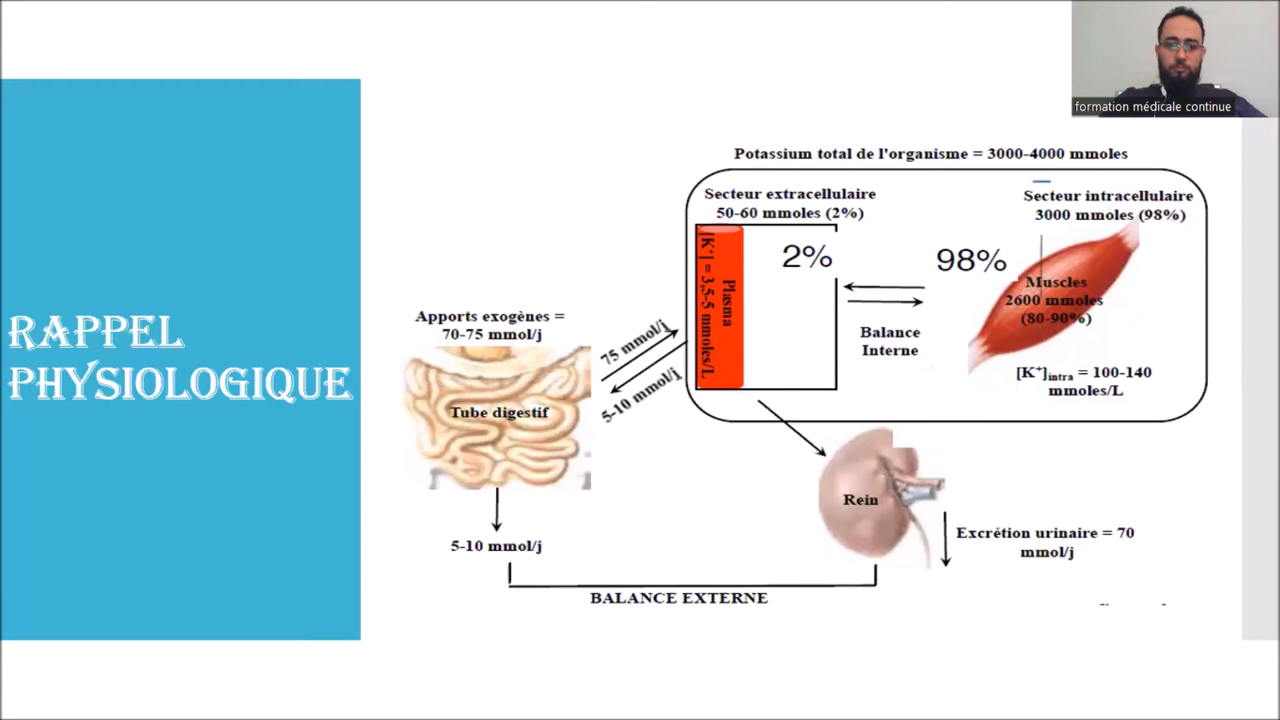 formation médicale continue
RAPPEL
PHYSIOLOGIQUE
Potassium total de l'organisme = 3000-4000 mmoles
Secteur extracellulaire
50-60 mmoles (2%)
Secteur intracellulaire
3000 mmoles (98%)
2%
98%
[K⁺] = 3,5-5 mmoles/L
Plasma
Muscles
2600 mmoles
(80-90%)
Balance
Interne
[K⁺]intra = 100-140
mmoles/L
Apports exogènes =
70-75 mmol/j
75 mmol/j
5-10 mmol/j
Tube digestif
5-10 mmol/j
Rein
Excrétion urinaire = 70
mmol/j
BALANCE EXTERNE